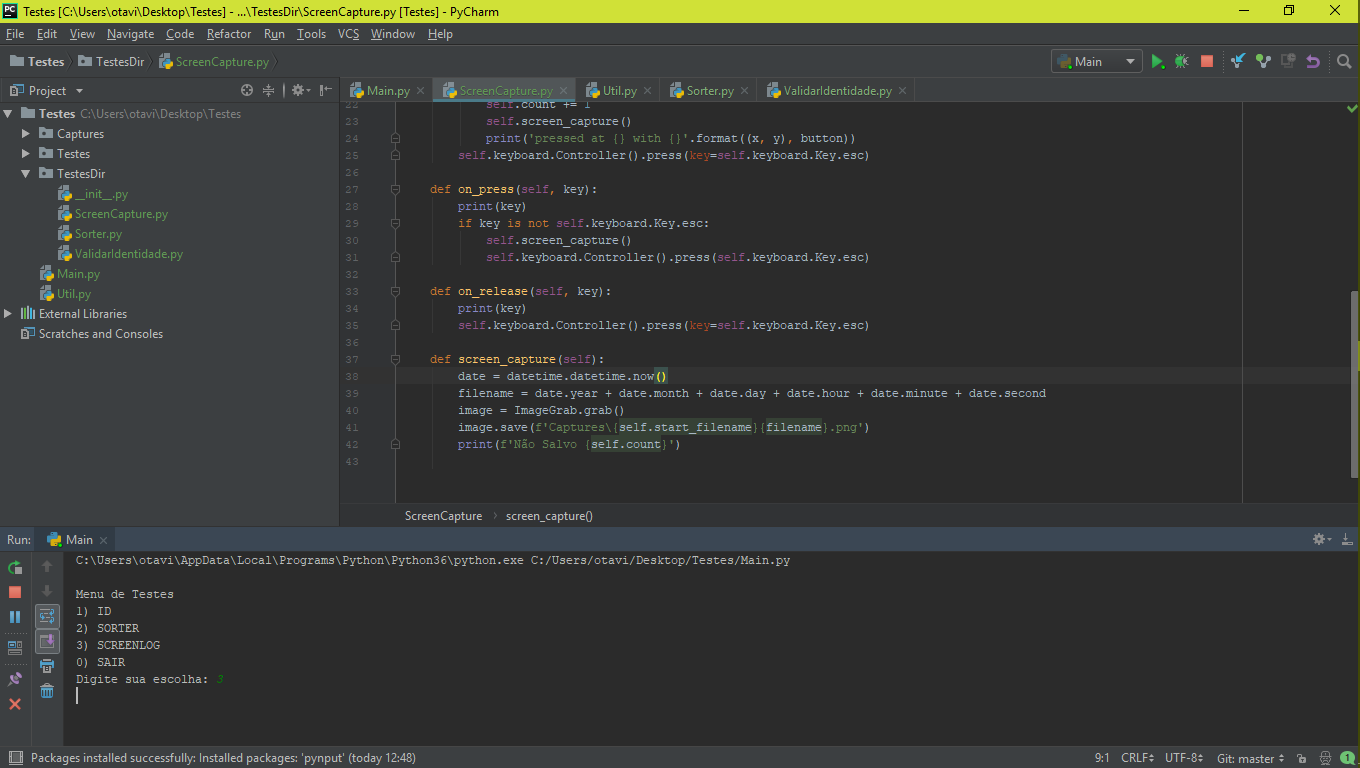 Testes [C:\Users\otavi\Desktop\Testes] - ...\TestesDir\ScreenCapture.py [Testes] - PyCharm
File Edit View Navigate Code Refactor Run Tools VCS Window Help
Testes TestesDir ScreenCapture.py Main
Project
Main.py ScreenCapture.py Util.py Sorter.py ValidarIdentidade.py
Testes C:\Users\otavi\Desktop\Testes
Captures
Testes
TestesDir
__init__.py
ScreenCapture.py
Sorter.py
ValidarIdentidade.py
Main.py
Util.py
External Libraries
Scratches and Consoles
22 self.count += 1
23 self.screen_capture()
24 print('pressed at {} with {}'.format((x, y), button))
25 self.keyboard.Controller().press(key=self.keyboard.Key.esc)
26
27 def on_press(self, key):
28 print(key)
29 if key is not self.keyboard.Key.esc:
30 self.screen_capture()
31 self.keyboard.Controller().press(self.keyboard.Key.esc)
32
33 def on_release(self, key):
34 print(key)
35 self.keyboard.Controller().press(key=self.keyboard.Key.esc)
36
37 def screen_capture(self):
38 date = datetime.datetime.now()
39 filename = date.year + date.month + date.day + date.hour + date.minute + date.second
40 image = ImageGrab.grab()
41 image.save(f'Captures\{self.start_filename}{filename}.png')
42 print(f'Não Salvo {self.count}')
43
ScreenCapture screen_capture()
Run: Main
C:\Users\otavi\AppData\Local\Programs\Python\Python36\python.exe C:/Users/otavi/Desktop/Testes/Main.py
Menu de Testes
1) ID
2) SORTER
3) SCREENLOG
0) SAIR
Digite sua escolha: 3
Packages installed successfully: Installed packages: 'pynput' (today 12:48) 9:1 CRLF UTF-8 Git: master 1